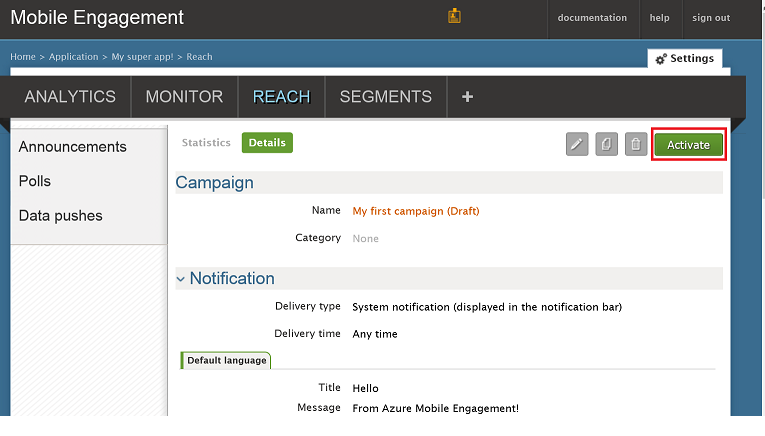 Mobile Engagement
documentation help sign out
Home > Application > My super app! > Reach
Settings
ANALYTICS MONITOR REACH SEGMENTS +
Announcements
Polls
Data pushes
Statistics Details Activate
Campaign
Name My first campaign (Draft)
Category None
Notification
Delivery type System notification (displayed in the notification bar)
Delivery time Any time
Default language
Title Hello
Message From Azure Mobile Engagement!